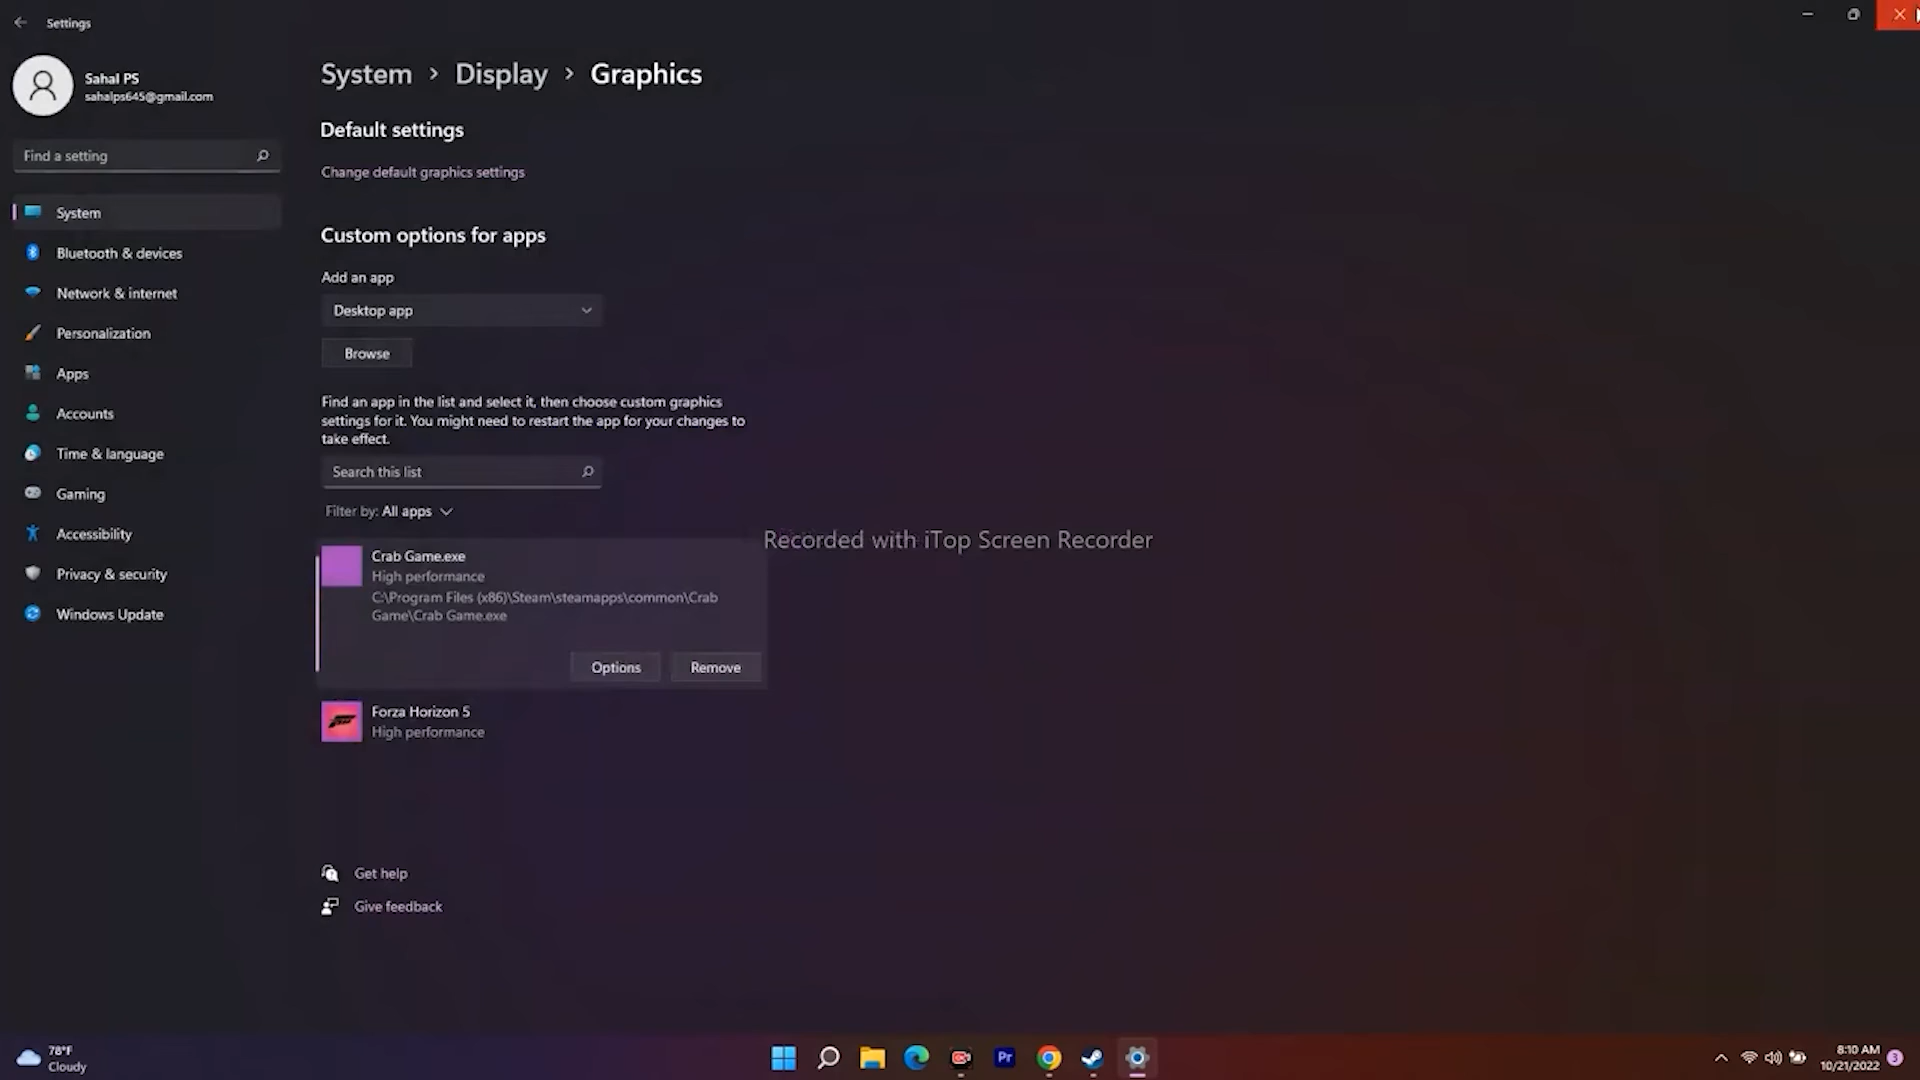 Settings
Sahal PS
sahalps645@gmail.com
Find a setting
System
Bluetooth & devices
Network & internet
Personalization
Apps
Accounts
Time & language
Gaming
Accessibility
Privacy & security
Windows Update
System > Display > Graphics
Default settings
Change default graphics settings
Custom options for apps
Add an app
Desktop app
Browse
Find an app in the list and select it, then choose custom graphics
settings for it. You might need to restart the app for your changes to
take effect.
Search this list
Filter by: All apps
Recorded with iTop Screen Recorder
Crab Game.exe
High performance
C:\Program Files (x86)\Steam\steamapps\common\Crab
Game\Crab Game.exe
Options Remove
Forza Horizon 5
High performance
Get help
Give feedback
78°F
Cloudy
Pr
8:10 AM
10/21/2022
3